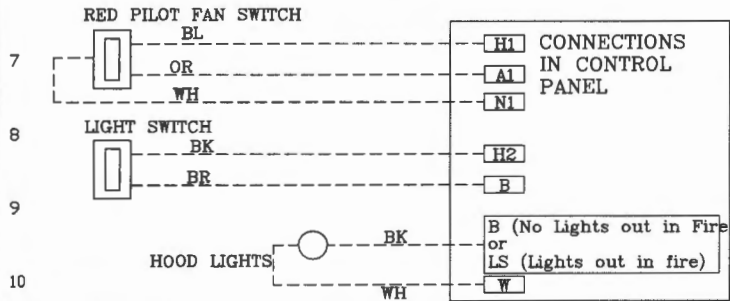 RED PILOT FAN SWITCH
BL
H1
CONNECTIONS
IN CONTROL
PANEL
7
OR
A1
WH
N1
8
LIGHT SWITCH
BK
H2
BR
B
9
BK
B (No Lights out in Fire
or
LS (Lights out in fire)
HOOD LIGHTS
10
WH
W